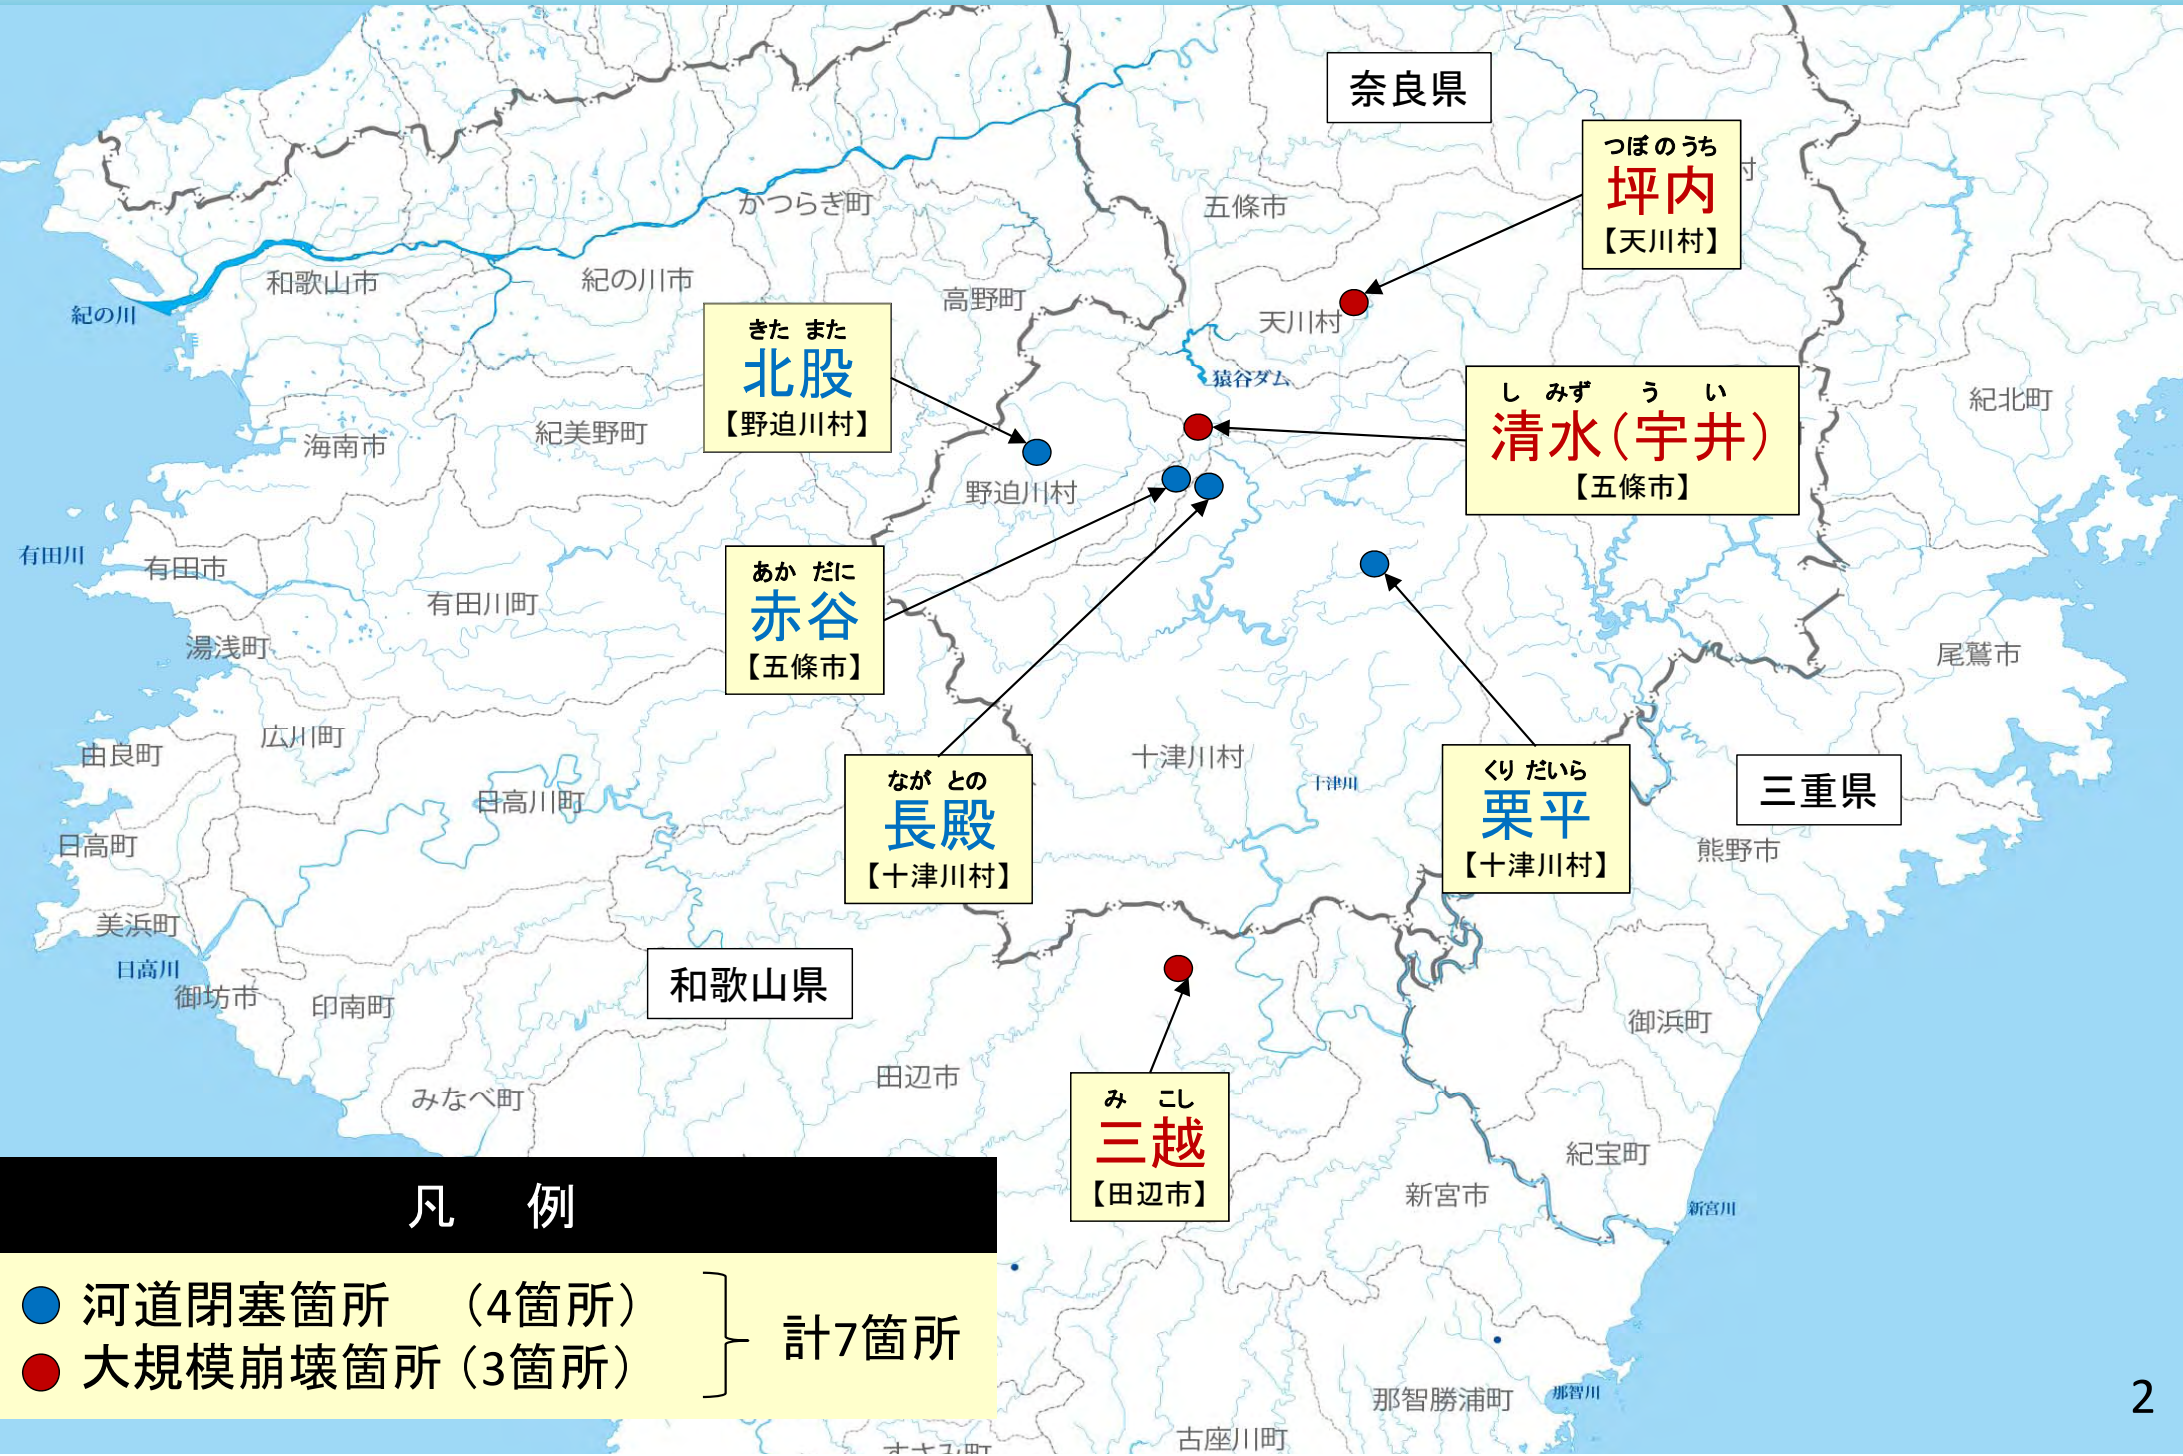 奈良県
つぼのうち
坪内
【天川村】
村
かつらぎ町
五條市
和歌山市
紀の川市
高野町
紀の川
天川村
きた また
北股
【野迫川村】
猿谷ダム
し みず う い
清水(宇井)
【五條市】
紀北町
海南市
紀美野町
野迫川村
有田川
有田市
あか だに
赤谷
【五條市】
有田川町
湯浅町
尾鷲市
広川町
由良町
十津川村
十津川
なが との
長殿
【十津川村】
くり だいら
栗平
【十津川村】
三重県
日高川町
日高町
熊野市
美浜町
日高川
御坊市
印南町
和歌山県
御浜町
田辺市
みなべ町
み こし
三越
【田辺市】
紀宝町
新宮市
新宮川
凡 例
河道閉塞箇所 (4箇所)
大規模崩壊箇所(3箇所)
計7箇所
那智勝浦町
那智川
古座川町
すさみ町
2